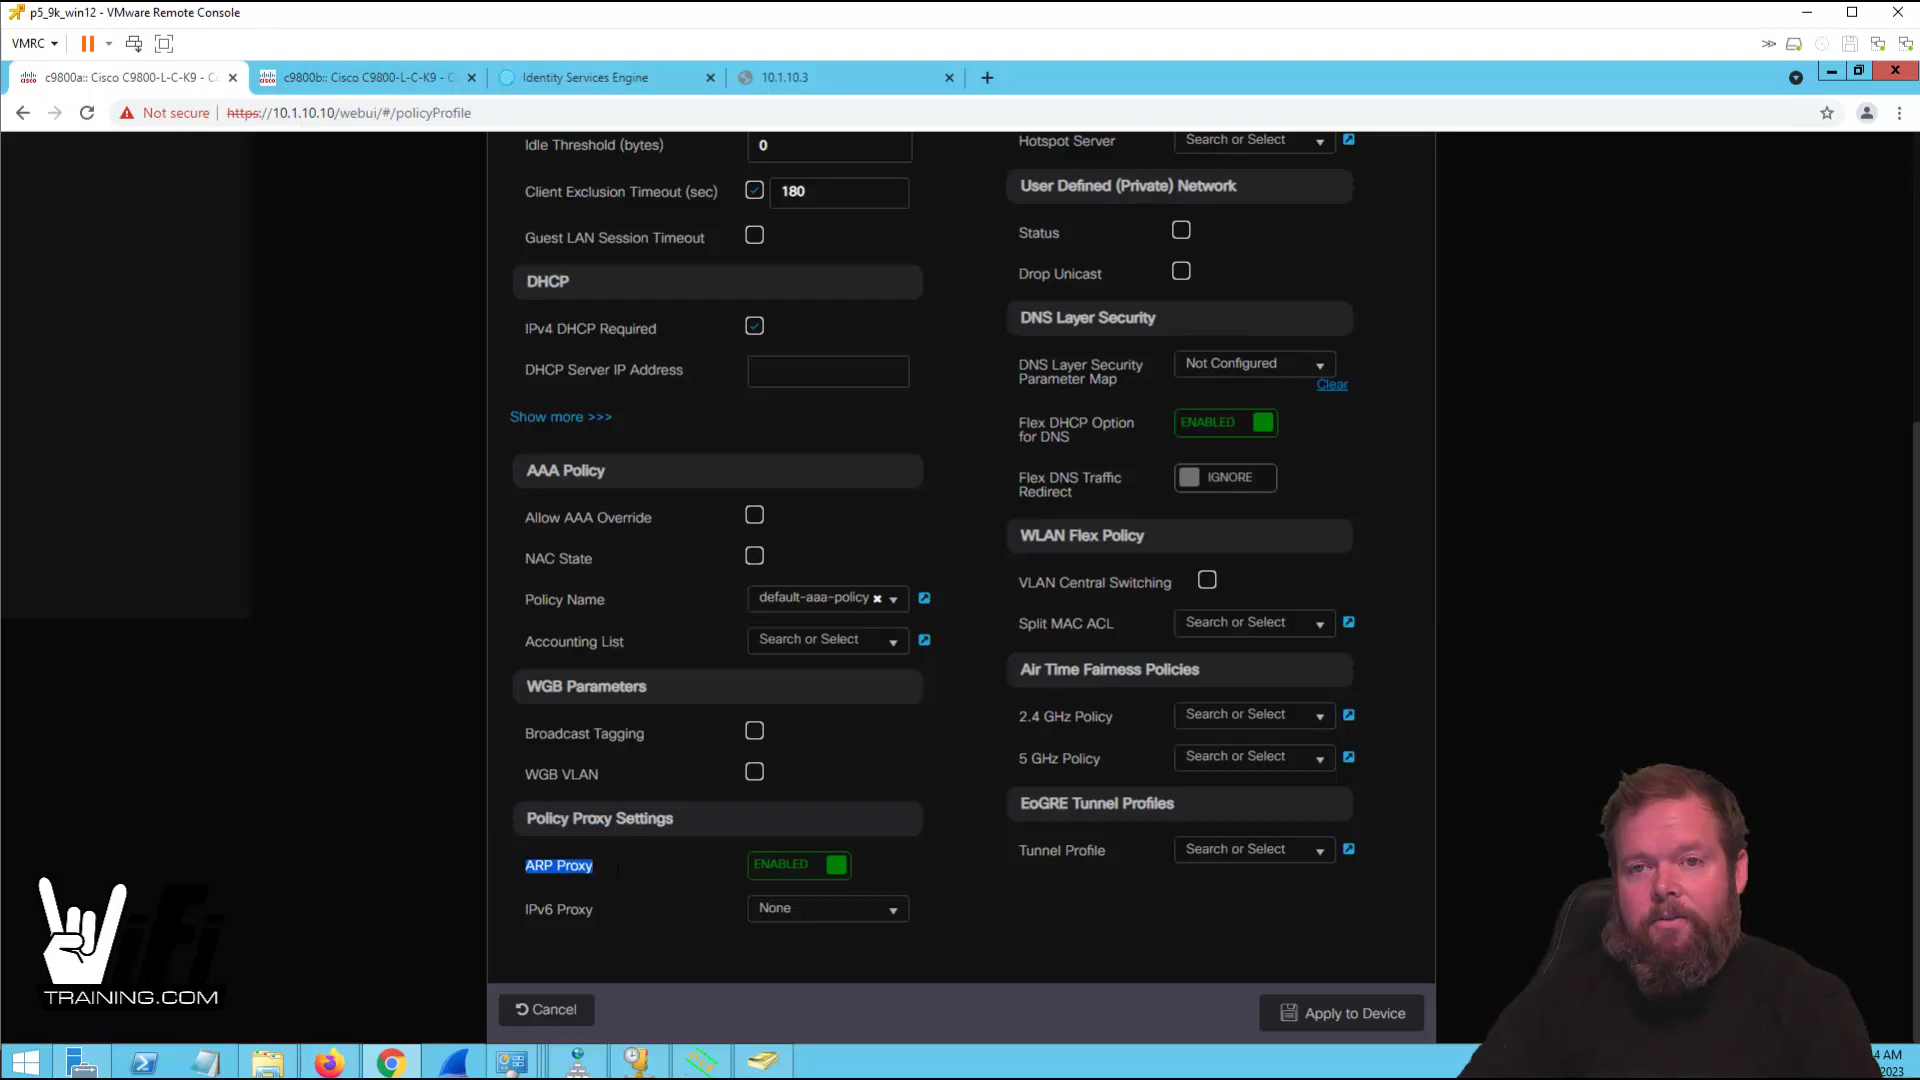 p5_9k_win12 - VMware Remote Console
VMRC
c9800a:: Cisco C9800-L-C-K9 - Co
c9800b:: Cisco C9800-L-C-K9 - C
Identity Services Engine
10.1.10.3
Not secure
https://10.1.10.10/webui/#/policyProfile
Idle Threshold (bytes)
0
Client Exclusion Timeout (sec)
180
Guest LAN Session Timeout
DHCP
IPv4 DHCP Required
DHCP Server IP Address
Show more >>>
AAA Policy
Allow AAA Override
NAC State
Policy Name
default-aaa-policy
Accounting List
Search or Select
WGB Parameters
Broadcast Tagging
WGB VLAN
Policy Proxy Settings
ARP Proxy
ENABLED
IPv6 Proxy
None
Hotspot Server
Search or Select
User Defined (Private) Network
Status
Drop Unicast
DNS Layer Security
DNS Layer Security
Parameter Map
Not Configured
Clear
Flex DHCP Option
for DNS
ENABLED
Flex DNS Traffic
Redirect
IGNORE
WLAN Flex Policy
VLAN Central Switching
Split MAC ACL
Search or Select
Air Time Fairness Policies
2.4 GHz Policy
Search or Select
5 GHz Policy
Search or Select
EoGRE Tunnel Profiles
Tunnel Profile
Search or Select
Cancel
Apply to Device
iFi
TRAINING.COM
4 AM
2023